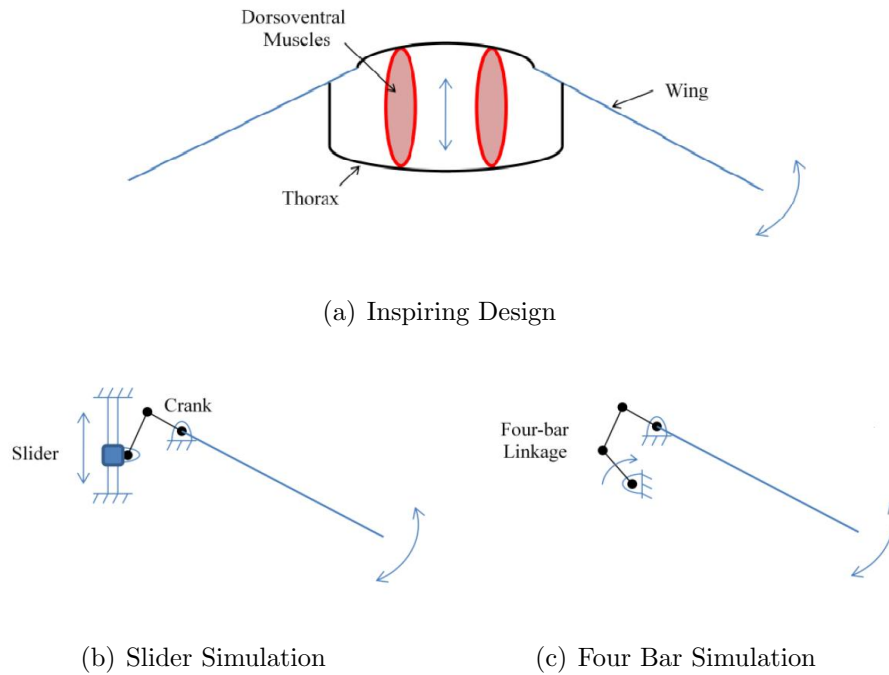 Dorsoventral
Muscles
Wing
Thorax
(a) Inspiring Design
Crank
Slider
Four-bar
Linkage
(b) Slider Simulation
(c) Four Bar Simulation